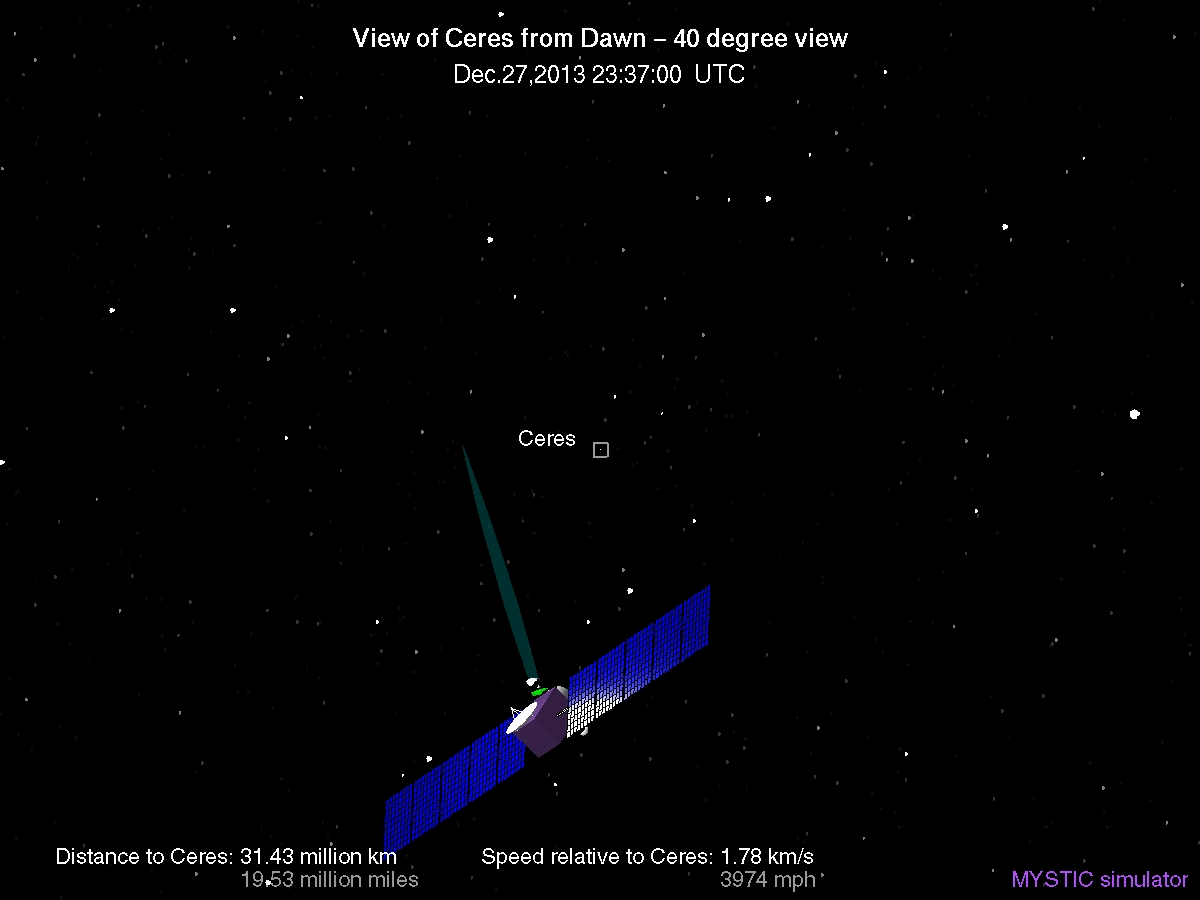 View of Ceres from Dawn – 40 degree view
Dec.27,2013 23:37:00 UTC
Ceres
Distance to Ceres: 31.43 million km
19.53 million miles
Speed relative to Ceres: 1.78 km/s
3974 mph
MYSTIC simulator